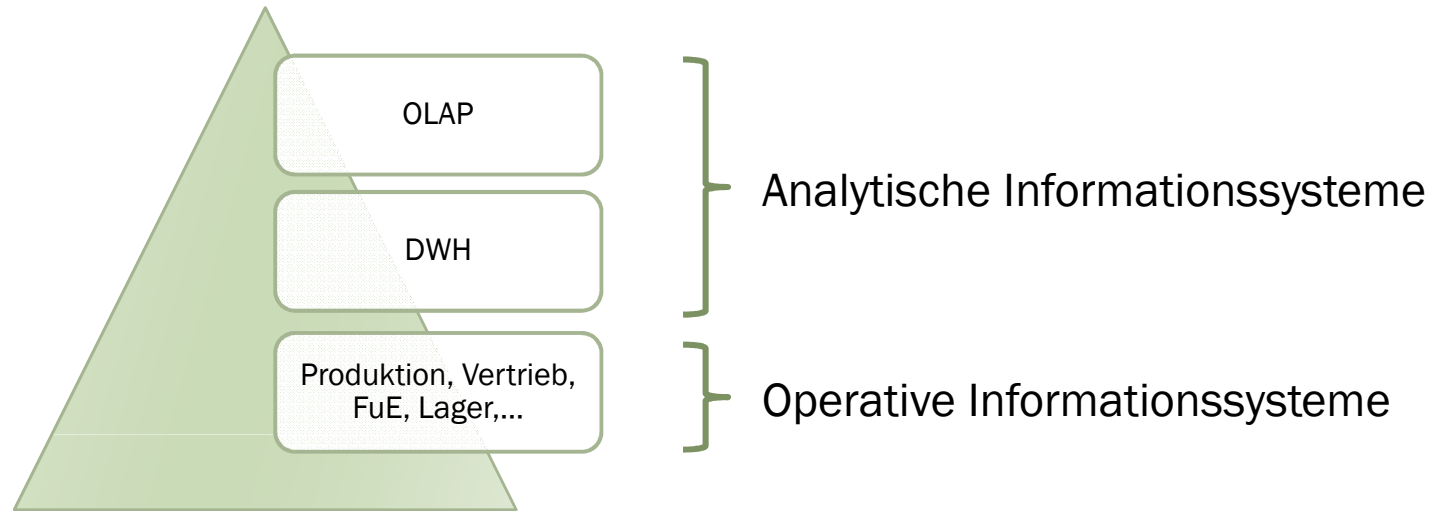 OLAP
Analytische Informationssysteme
DWH
Produktion, Vertrieb,
FuE, Lager,...
Operative Informationssysteme